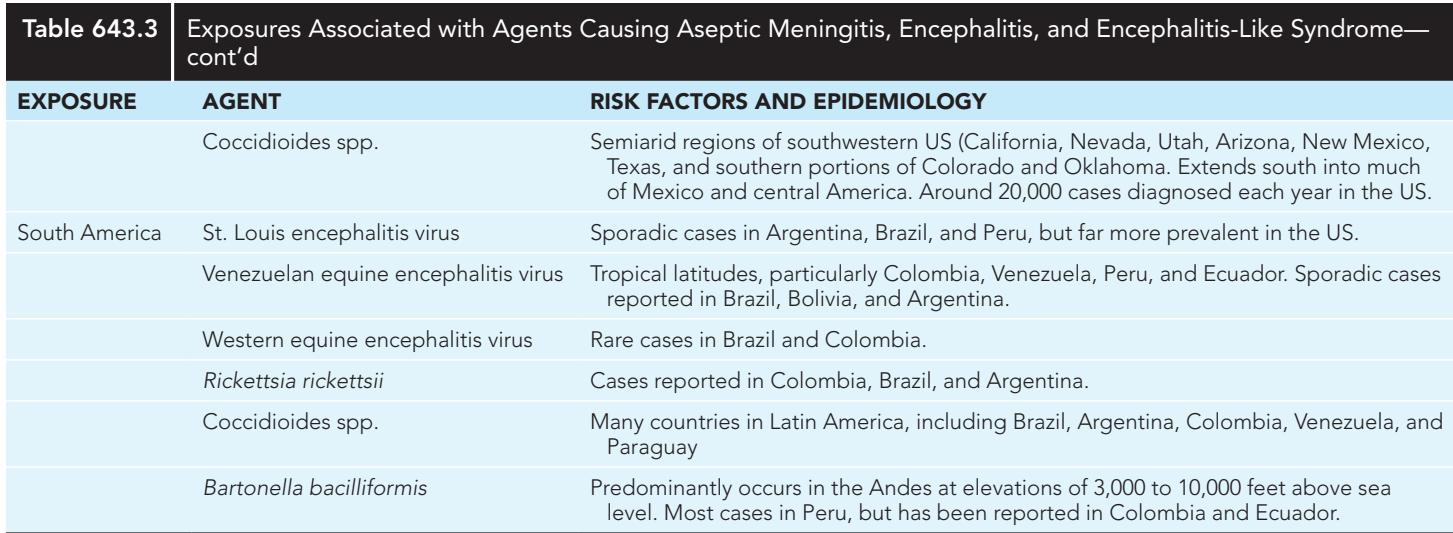 Table 643.3 Exposures Associated with Agents Causing Aseptic Meningitis, Encephalitis, and Encephalitis-Like Syndrome—
cont'd
EXPOSURE AGENT RISK FACTORS AND EPIDEMIOLOGY
Coccidioides spp. Semiarid regions of southwestern US (California, Nevada, Utah, Arizona, New Mexico,
Texas, and southern portions of Colorado and Oklahoma. Extends south into much
of Mexico and central America. Around 20,000 cases diagnosed each year in the US.
South America St. Louis encephalitis virus Sporadic cases in Argentina, Brazil, and Peru, but far more prevalent in the US.
Venezuelan equine encephalitis virus Tropical latitudes, particularly Colombia, Venezuela, Peru, and Ecuador. Sporadic cases
reported in Brazil, Bolivia, and Argentina.
Western equine encephalitis virus Rare cases in Brazil and Colombia.
Rickettsia rickettsii Cases reported in Colombia, Brazil, and Argentina.
Coccidioides spp. Many countries in Latin America, including Brazil, Argentina, Colombia, Venezuela, and
Paraguay
Bartonella bacilliformis Predominantly occurs in the Andes at elevations of 3,000 to 10,000 feet above sea
level. Most cases in Peru, but has been reported in Colombia and Ecuador.